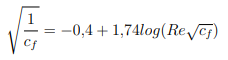 √(1/c_f) = −0,4 + 1,74log(Re√c_f)